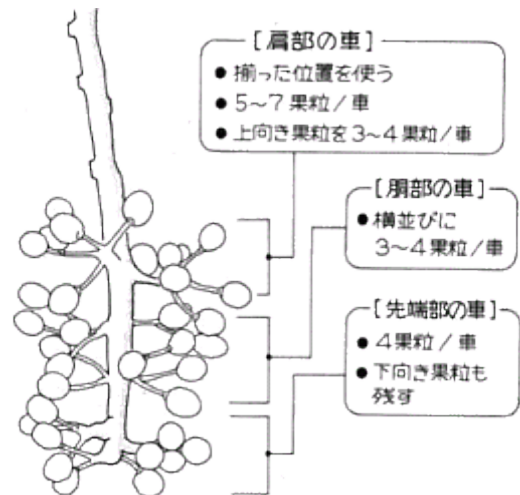 [肩部の車]
● 揃った位置を使う
● 5～7果粒/車
● 上向き果粒を3～4果粒/車
[胴部の車]
● 横並びに
3～4果粒/車
[先端部の車]
● 4果粒/車
● 下向き果粒も
残す